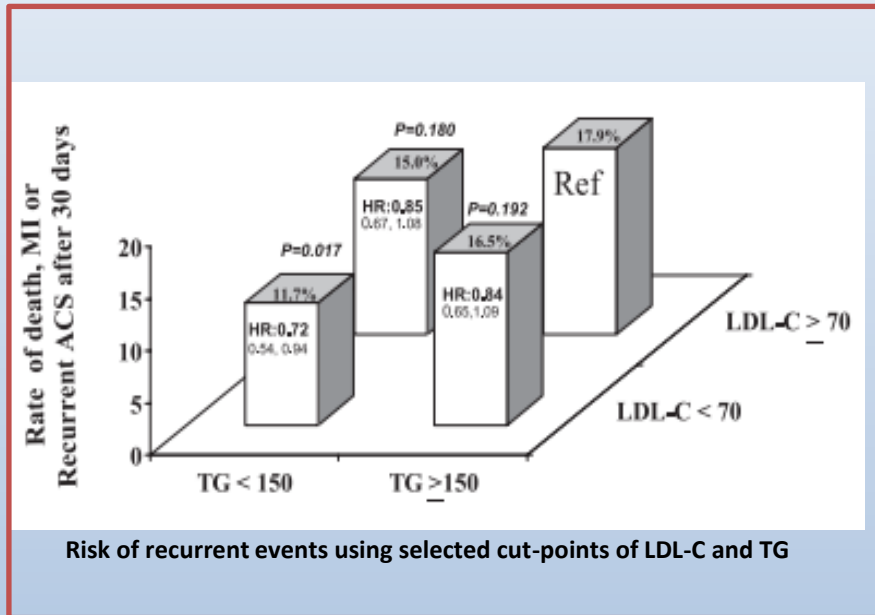 Rate of death, MI or
Recurrent ACS after 30 days
20
15
10
5
0
P=0.180
15.0%
HR:0.85
0.67, 1.08
17.9%
Ref
P=0.017
11.7%
HR:0.72
0.54, 0.94
P=0.192
16.5%
HR:0.84
0.65,1.09
LDL-C ≥ 70
LDL-C < 70
TG < 150
TG ≥150
Risk of recurrent events using selected cut-points of LDL-C and TG